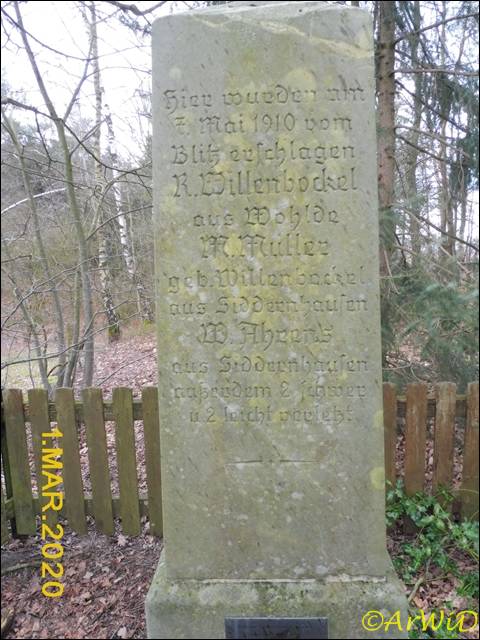 Hier wurden am
7. Mai 1910 vom
Blitz erschlagen
R. Willenbockel
aus Wohlde
M. Müller
geb. Willenbockel
aus Siddernhausen
W. Ahrens
aus Siddernhausen
außerdem 2 schwer
u. 2 leicht verletzt
1.MAR.2020
©ArWiD